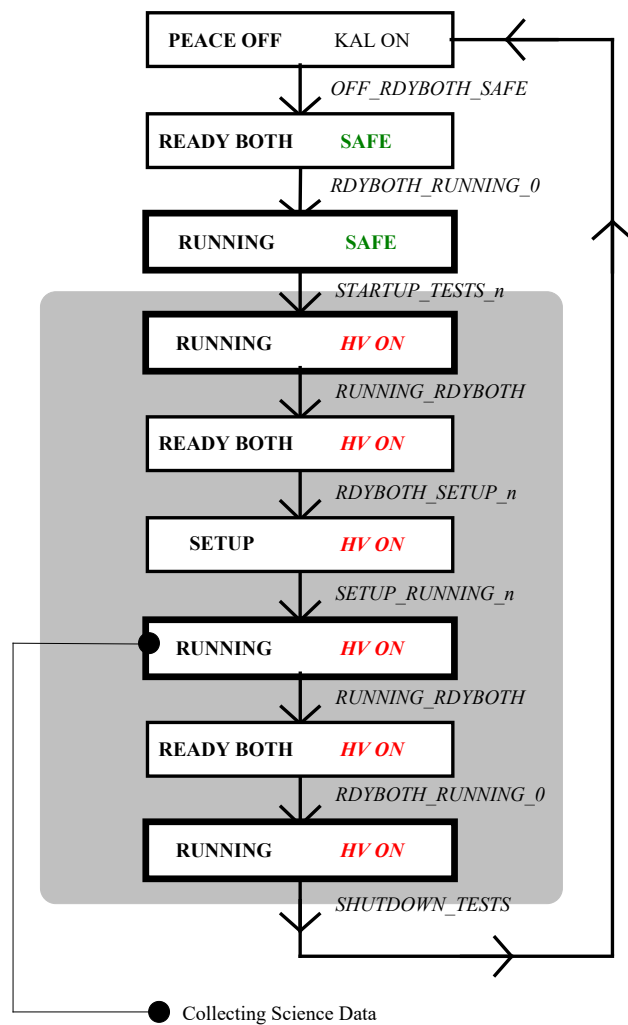 PEACE OFF KAL ON
OFF_RDYBOTH_SAFE
READY BOTH SAFE
RDYBOTH_RUNNING_0
RUNNING SAFE
STARTUP_TESTS_n
RUNNING HV ON
RUNNING_RDYBOTH
READY BOTH HV ON
RDYBOTH_SETUP_n
SETUP HV ON
SETUP_RUNNING_n
RUNNING HV ON
RUNNING_RDYBOTH
READY BOTH HV ON
RDYBOTH_RUNNING_0
RUNNING HV ON
SHUTDOWN_TESTS
Collecting Science Data